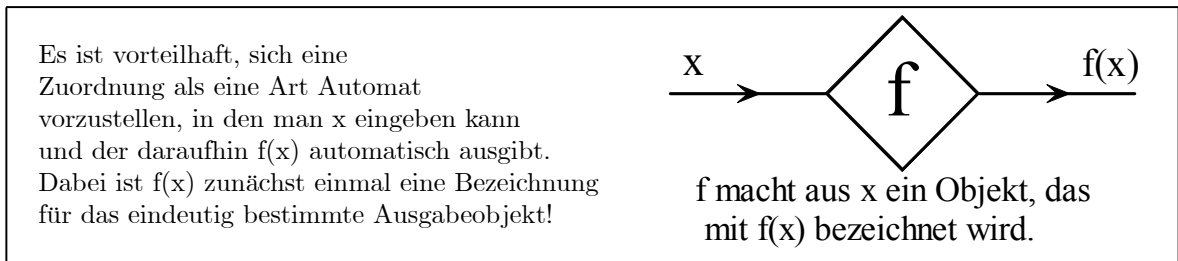 Es ist vorteilhaft, sich eine
Zuordnung als eine Art Automat
vorzustellen, in den man x eingeben kann
und der daraufhin f(x) automatisch ausgibt.
Dabei ist f(x) zunächst einmal eine Bezeichnung
für das eindeutig bestimmte Ausgabeobjekt!
x
f
f(x)
f macht aus x ein Objekt, das
mit f(x) bezeichnet wird.